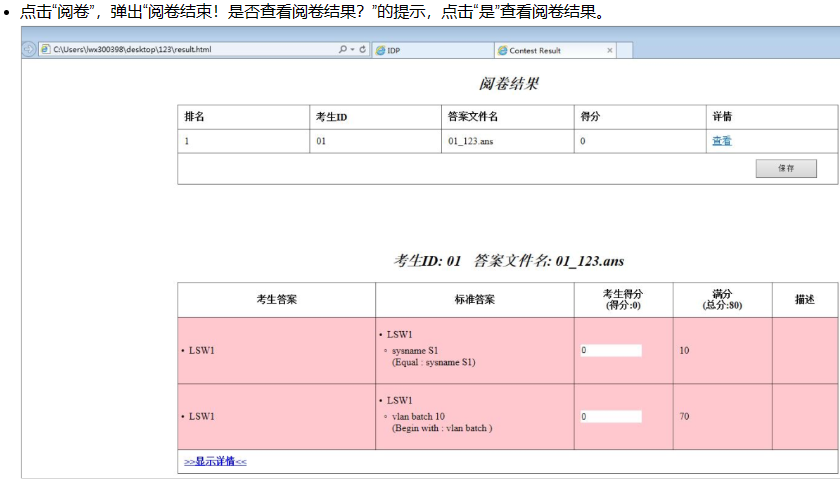 • 点击“阅卷”，弹出“阅卷结束！是否查看阅卷结果？”的提示，点击“是”查看阅卷结果。
C:\Users\lwx300398\desktop\123\result.html
IDP
Contest Result
阅卷结果
排名 考生ID 答案文件名 得分 详情
1 01 01_123.ans 0 查看
保存
考生ID: 01 答案文件名: 01_123.ans
考生答案 标准答案 考生得分 (得分:0) 满分 (总分:80) 描述
• LSW1
• LSW1
sysname S1
(Equal : sysname S1)
0
10
• LSW1
• LSW1
vlan batch 10
(Begin with : vlan batch )
0
70
>>显示详情<<